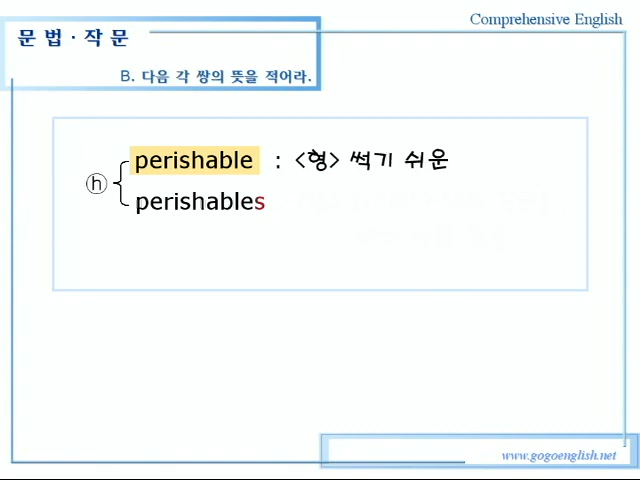 Comprehensive English
문 법 · 작 문
B. 다음 각 쌍의 뜻을 적어라.
ⓗ
perishable : <형> 썩기 쉬운
perishables
www.gogoenglish.net